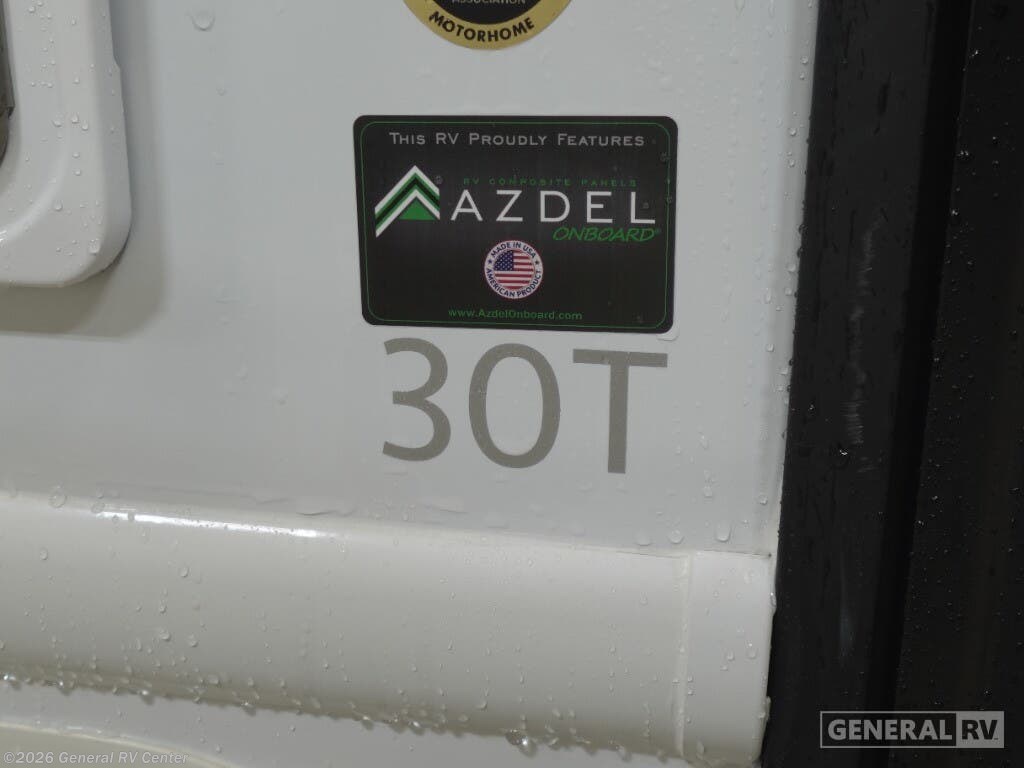 ASSOCIATION
MOTORHOME
THIS RV PROUDLY FEATURES
RV COMPOSITE PANELS
AZDEL
ONBOARD®
MADE IN USA
AMERICAN PRODUCT
www.AzdelOnboard.com
30T
GENERAL RV
©2026 General RV Center